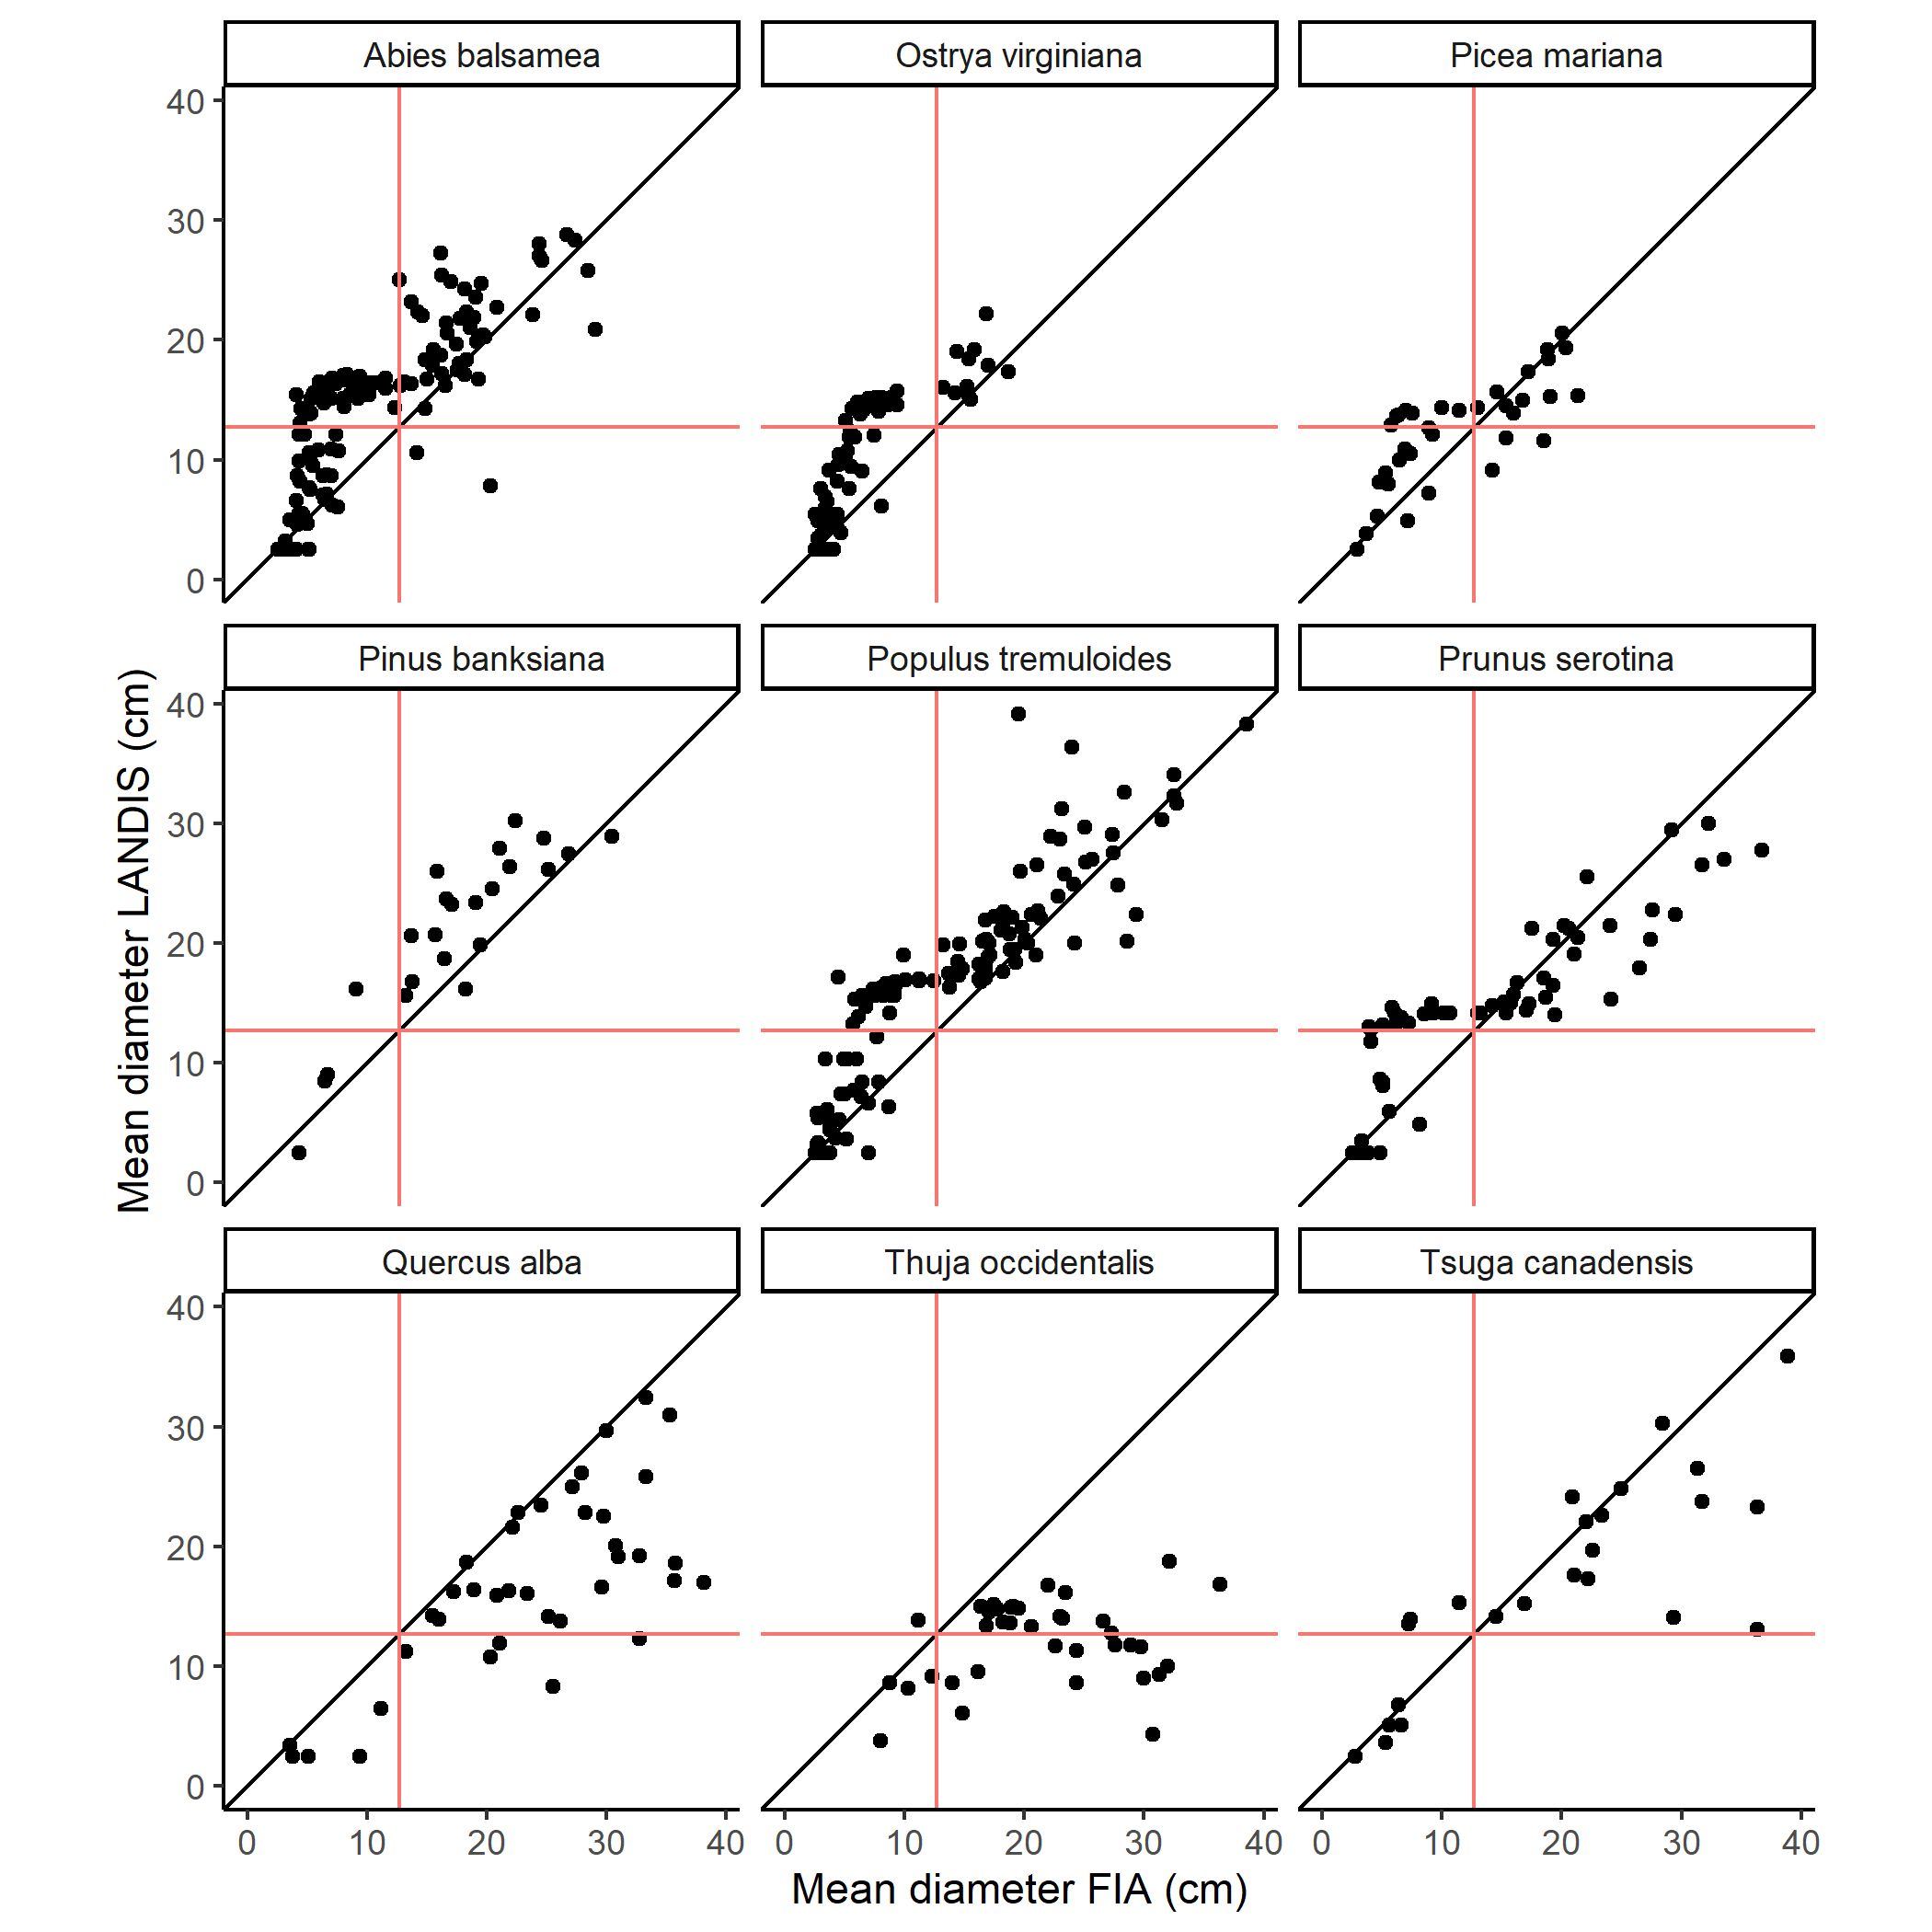 Abies balsamea Ostrya virginiana Picea mariana
40
30
20
10
0
Pinus banksiana Populus tremuloides Prunus serotina
40
30
20
10
0
Mean diameter LANDIS (cm)
Quercus alba Thuja occidentalis Tsuga canadensis
40
30
20
10
0
0 10 20 30 40 0 10 20 30 40 0 10 20 30 40
Mean diameter FIA (cm)